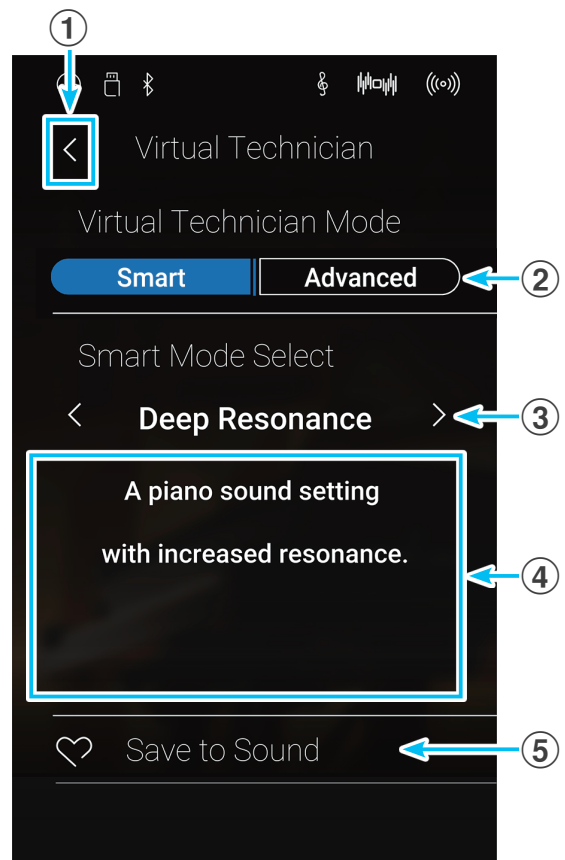 1
Virtual Technician
Virtual Technician Mode
Smart Advanced
2
Smart Mode Select
Deep Resonance
3
A piano sound setting
with increased resonance.
4
Save to Sound
5